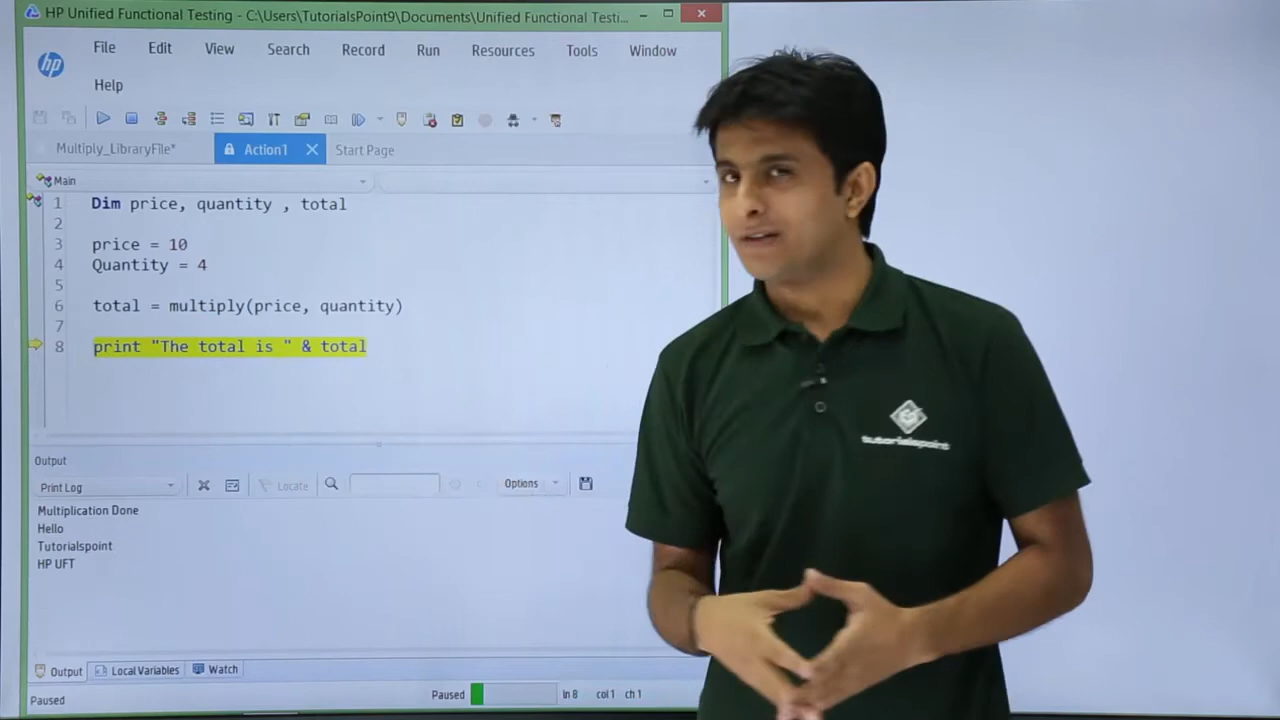 HP Unified Functional Testing - C:\Users\TutorialsPoint9\Documents\Unified Functional Testi...
File Edit View Search Record Run Resources Tools Window
hp
Help
Multiply_LibraryFile* Action1 Start Page
Main
1 Dim price, quantity , total
2
3 price = 10
4 Quantity = 4
5
6 total = multiply(price, quantity)
7
8 print "The total is " & total
tutorialspoint
Output
Print Log Locate Options
Multiplication Done
Hello
Tutorialspoint
HP UFT
Output Local Variables Watch
Paused Paused ln 8 col 1 ch 1